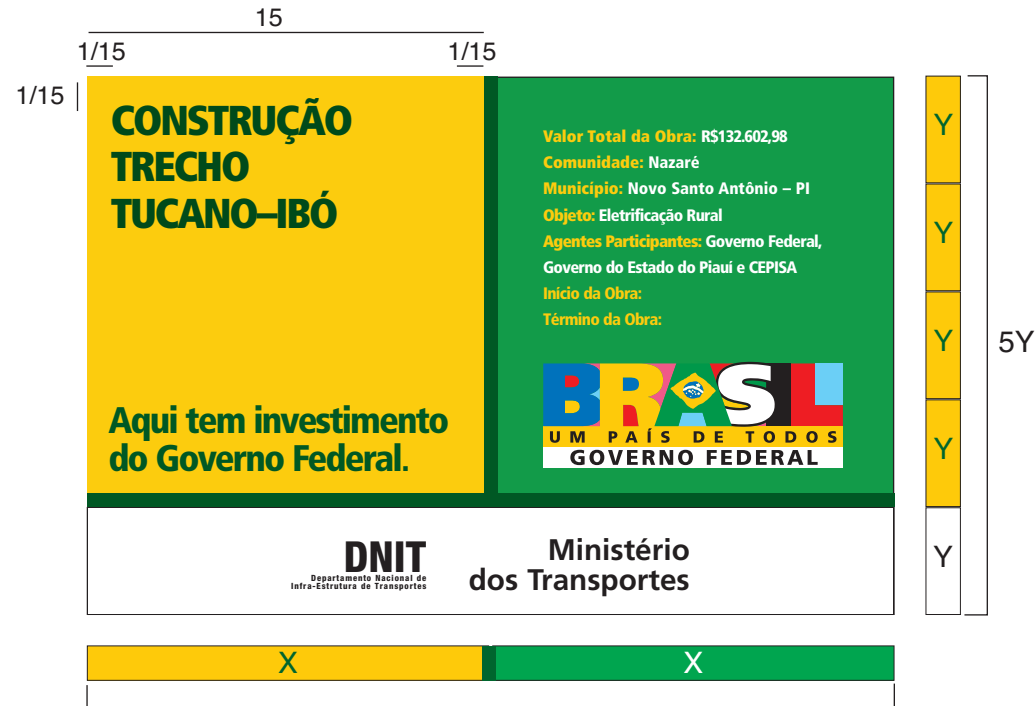 15
1/15
1/15
1/15
CONSTRUÇÃO
TRECHO
TUCANO–IBÓ
Aqui tem investimento
do Governo Federal.
Valor Total da Obra: R$132.602,98
Comunidade: Nazaré
Município: Novo Santo Antônio – PI
Objeto: Eletrificação Rural
Agentes Participantes: Governo Federal,
Governo do Estado do Piauí e CEPISA
Início da Obra:
Término da Obra:
BRASIL
UM PAÍS DE TODOS
GOVERNO FEDERAL
DNIT
Departamento Nacional de
Infra-Estrutura de Transportes
Ministério
dos Transportes
Y
Y
Y
Y
Y
5Y
X
X